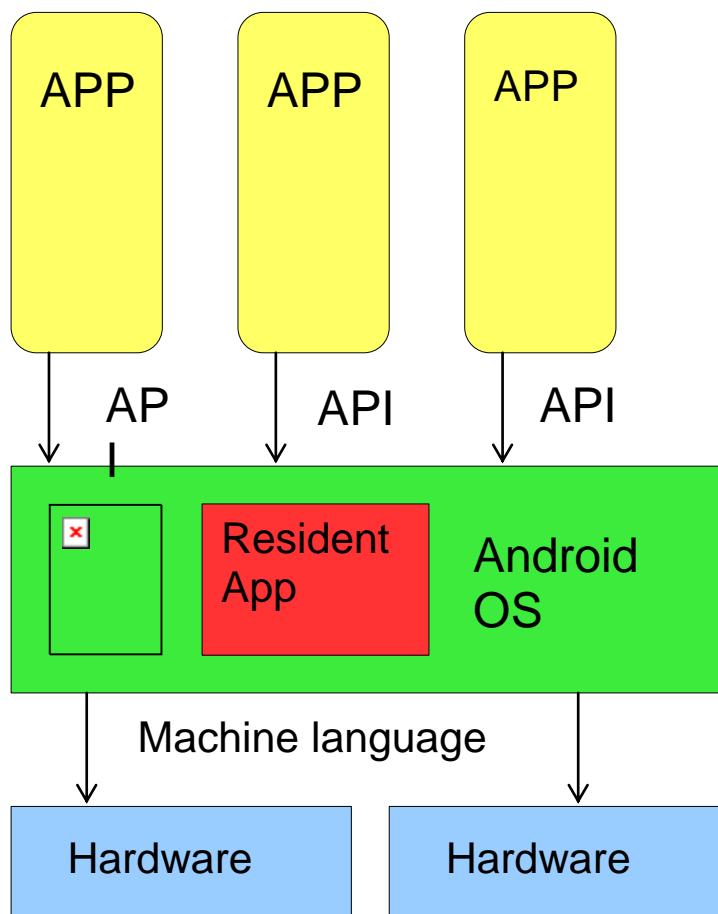 APP
APP
APP
AP
I
API
API
Resident
App
Android
OS
Machine language
Hardware
Hardware